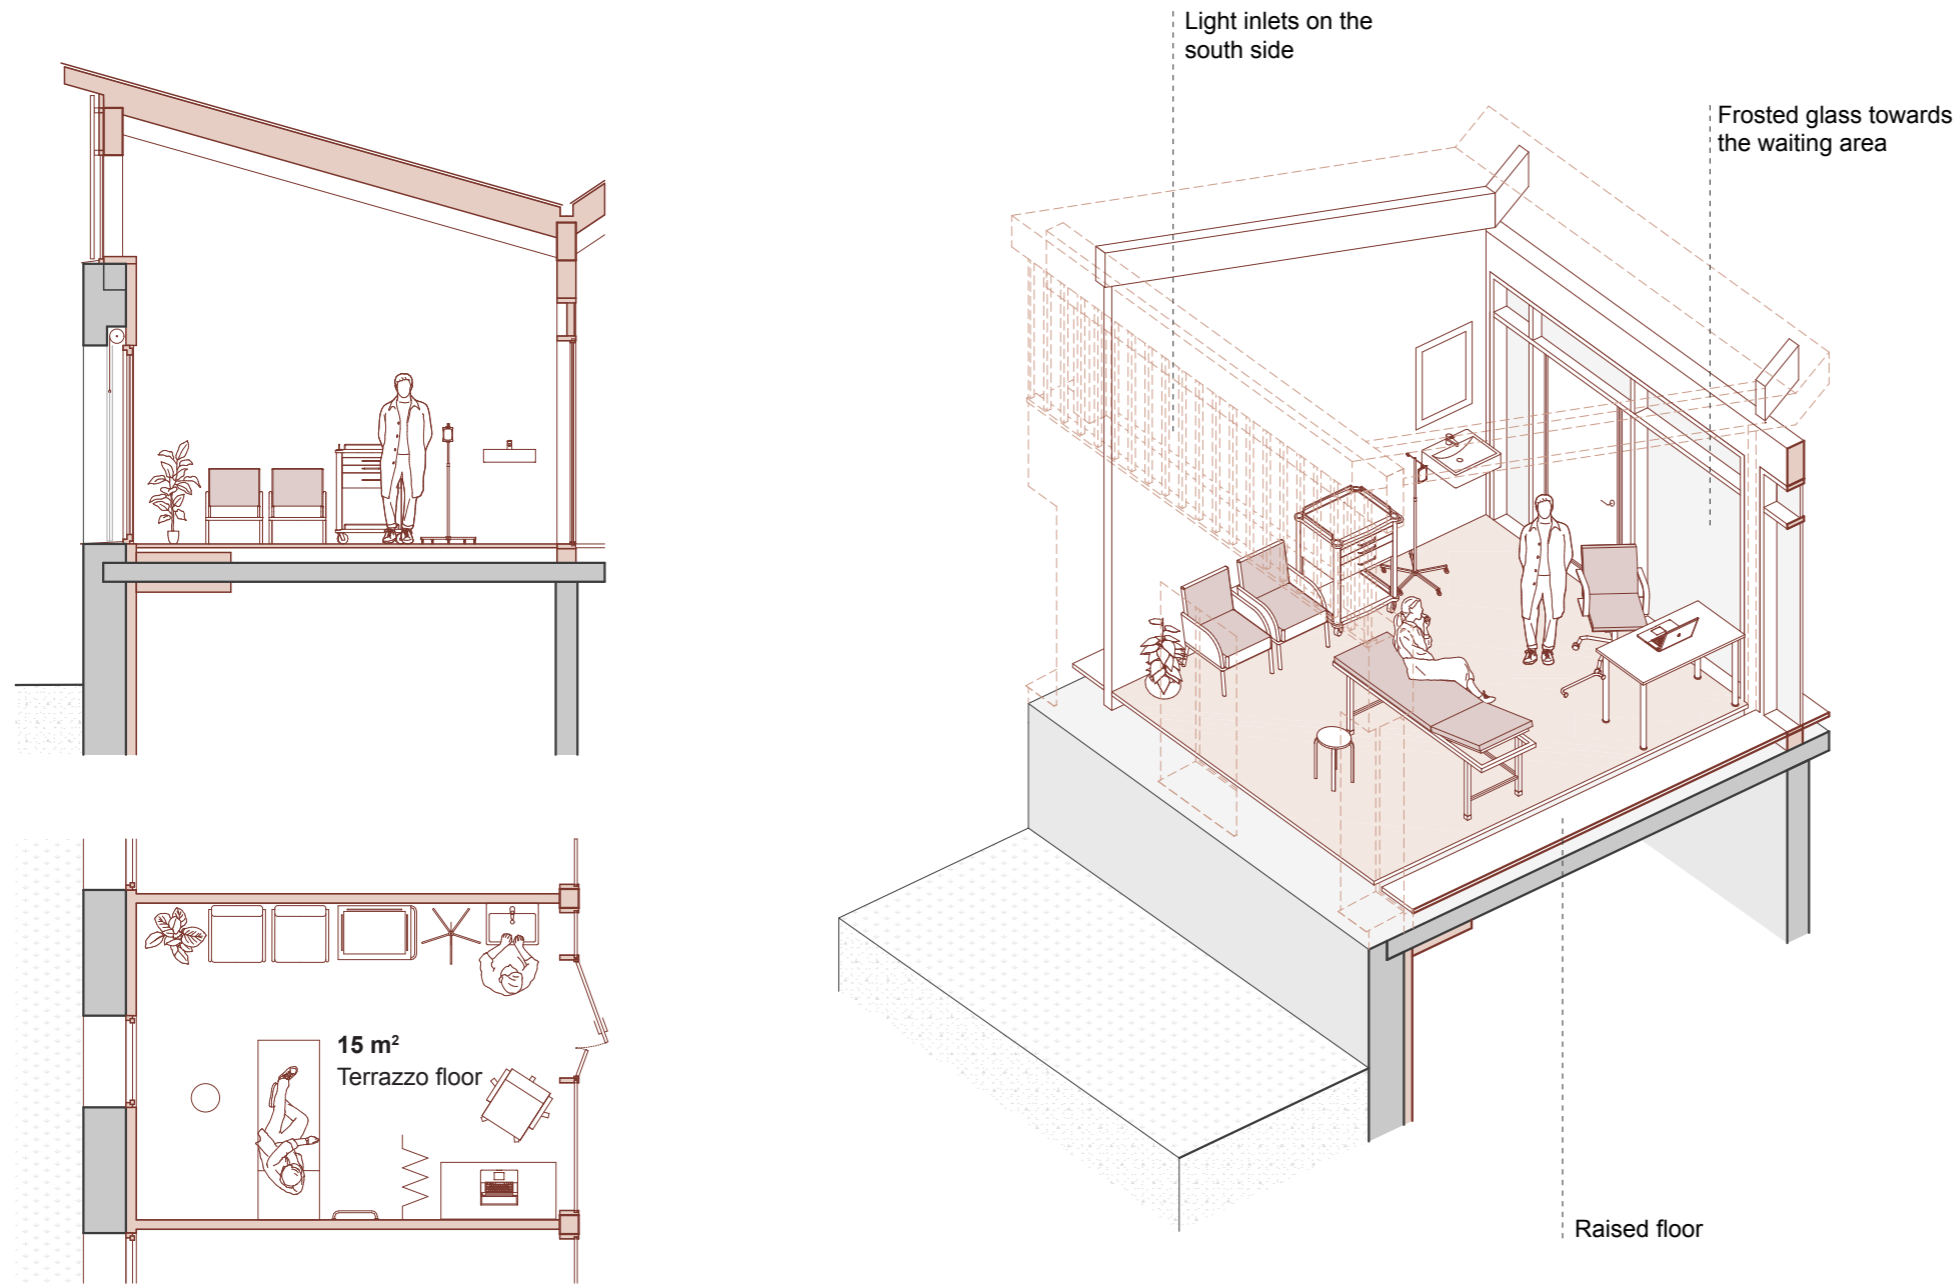 Light inlets on the
south side
Frosted glass towards
the waiting area
15 m²
Terrazzo floor
Raised floor